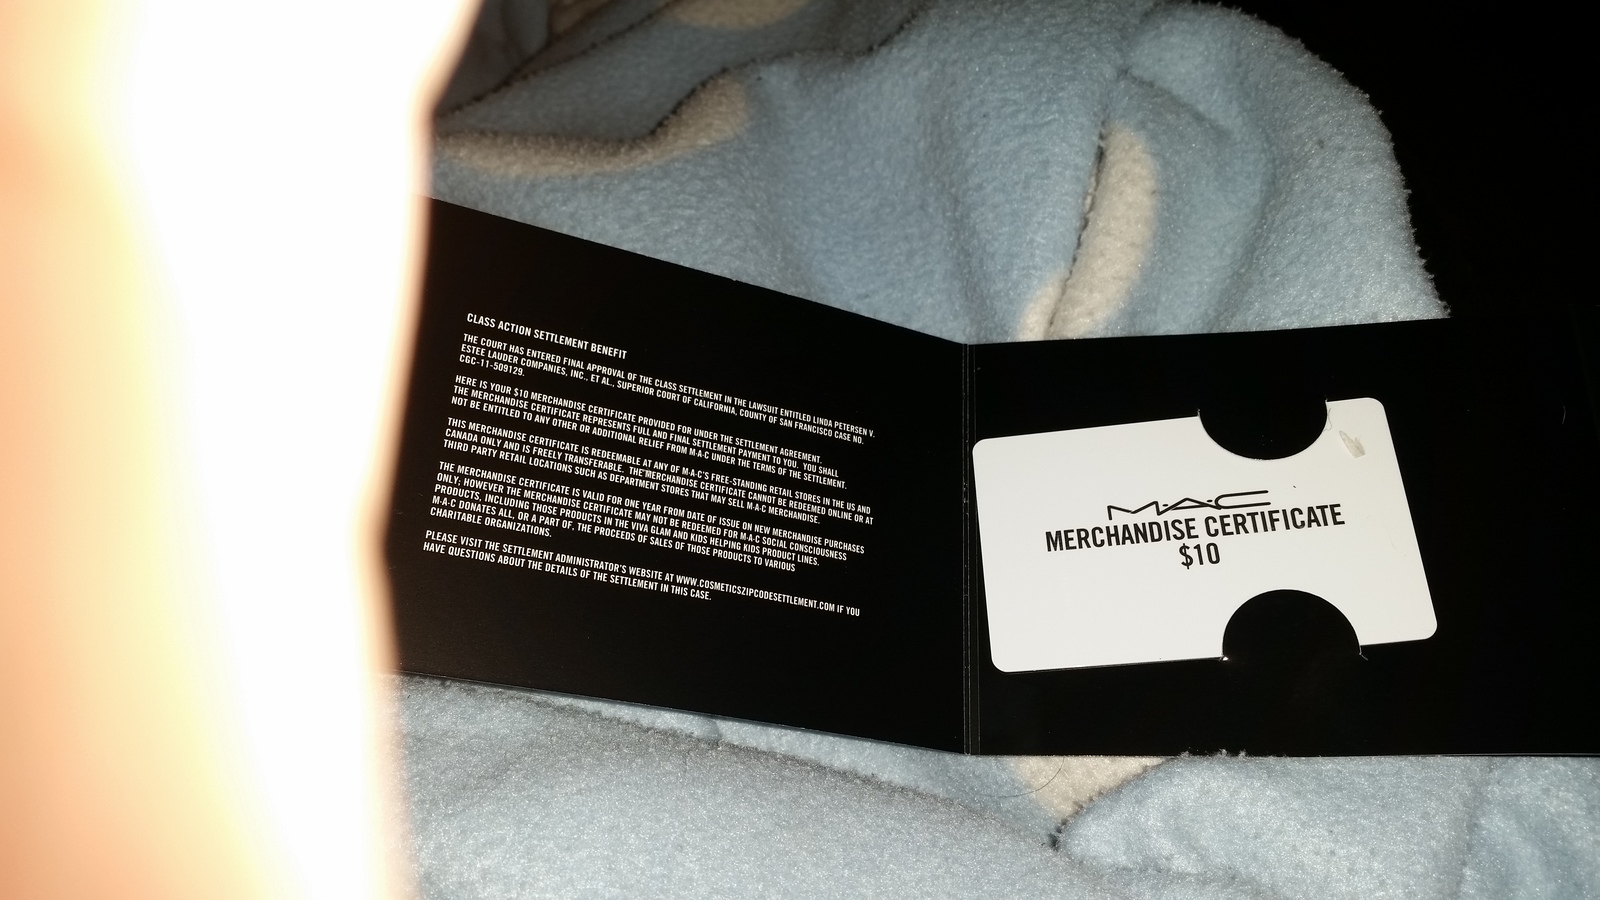 CLASS ACTION SETTLEMENT BENEFIT
THE COURT HAS ENTERED FINAL APPROVAL OF THE CLASS SETTLEMENT IN THE LAWSUIT ENTITLED LINDA PETERSEN V.
ESTEE LAUDER COMPANIES, INC., ET AL., SUPERIOR COURT OF CALIFORNIA, COUNTY OF SAN FRANCISCO CASE NO.
CGC-11-509129.
HERE IS YOUR $10 MERCHANDISE CERTIFICATE PROVIDED FOR UNDER THE SETTLEMENT AGREEMENT.
THE MERCHANDISE CERTIFICATE REPRESENTS FULL AND FINAL SETTLEMENT PAYMENT TO YOU. YOU SHALL
NOT BE ENTITLED TO ANY OTHER OR ADDITIONAL RELIEF FROM M·A·C UNDER THE TERMS OF THE SETTLEMENT.
THIS MERCHANDISE CERTIFICATE IS REDEEMABLE AT ANY OF M·A·C'S FREE-STANDING RETAIL STORES IN THE US AND
CANADA ONLY AND IS FREELY TRANSFERABLE. THE MERCHANDISE CERTIFICATE CANNOT BE REDEEMED ONLINE OR AT
THIRD PARTY RETAIL LOCATIONS SUCH AS DEPARTMENT STORES THAT MAY SELL M·A·C MERCHANDISE.
THE MERCHANDISE CERTIFICATE IS VALID FOR ONE YEAR FROM DATE OF ISSUE ON NEW MERCHANDISE PURCHASES
ONLY; HOWEVER THE MERCHANDISE CERTIFICATE MAY NOT BE REDEEMED FOR M·A·C SOCIAL CONSCIOUSNESS
PRODUCTS, INCLUDING THOSE PRODUCTS IN THE VIVA GLAM AND KIDS HELPING KIDS PRODUCT LINES.
M·A·C DONATES ALL, OR A PART OF, THE PROCEEDS OF SALES OF THOSE PRODUCTS TO VARIOUS
CHARITABLE ORGANIZATIONS.
PLEASE VISIT THE SETTLEMENT ADMINISTRATOR'S WEBSITE AT WWW.COSMETICSZIPCODESETTLEMENT.COM IF YOU
HAVE QUESTIONS ABOUT THE DETAILS OF THE SETTLEMENT IN THIS CASE.
M·A·C
MERCHANDISE CERTIFICATE
$10